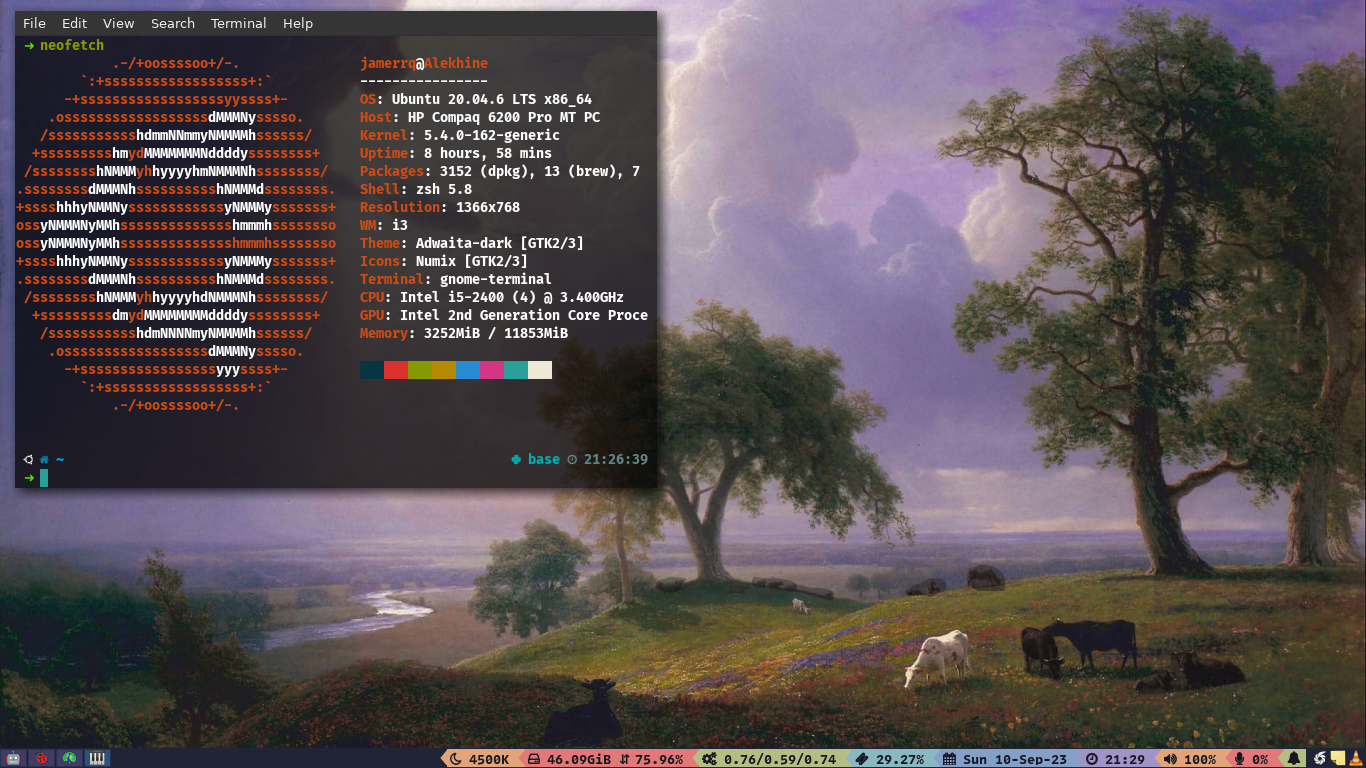 File Edit View Search Terminal Help
➜ neofetch
.-/+oossssoo+/-.
`:+ssssssssssssssssss+:`
-+ssssssssssssssssssyyssss+-
.ossssssssssssssssssdMMMNysssso.
/ssssssssssshdmmNNmmyNMMMMhssssss/
+ssssssssshmydMMMMMMMNddddyssssssss+
/sssssssshNMMMyhhyyyyhmNMMMNhssssssss/
.ssssssssdMMMNhsssssssssshNMMMdssssssss.
+sssshhhyNMMNyssssssssssssyNMMMysssssss+
ossyNMMMNyMMhsssssssssssssshmmmhssssssso
ossyNMMMNyMMhsssssssssssssshmmmhssssssso
+sssshhhyNMMNyssssssssssssyNMMMysssssss+
.ssssssssdMMMNhsssssssssshNMMMdssssssss.
/sssssssshNMMMyhhyyyyhdNMMMNhssssssss/
+sssssssssdmydMMMMMMMMddddyssssssss+
/ssssssssssshdmNNNNmyNMMMMhssssss/
.ossssssssssssssssssdMMMNysssso.
-+sssssssssssssssssyyyssss+-
`:+ssssssssssssssssss+:`
.-/+oossssoo+/-.
jamerrq@Alekhine
----------------
OS: Ubuntu 20.04.6 LTS x86_64
Host: HP Compaq 6200 Pro MT PC
Kernel: 5.4.0-162-generic
Uptime: 8 hours, 58 mins
Packages: 3152 (dpkg), 13 (brew), 7
Shell: zsh 5.8
Resolution: 1366x768
WM: i3
Theme: Adwaita-dark [GTK2/3]
Icons: Numix [GTK2/3]
Terminal: gnome-terminal
CPU: Intel i5-2400 (4) @ 3.400GHz
GPU: Intel 2nd Generation Core Proce
Memory: 3252MiB / 11853MiB
~ base 21:26:39
➜
4500K 46.09GiB 75.96% 0.76/0.59/0.74 29.27% Sun 10-Sep-23 21:29 100% 0%